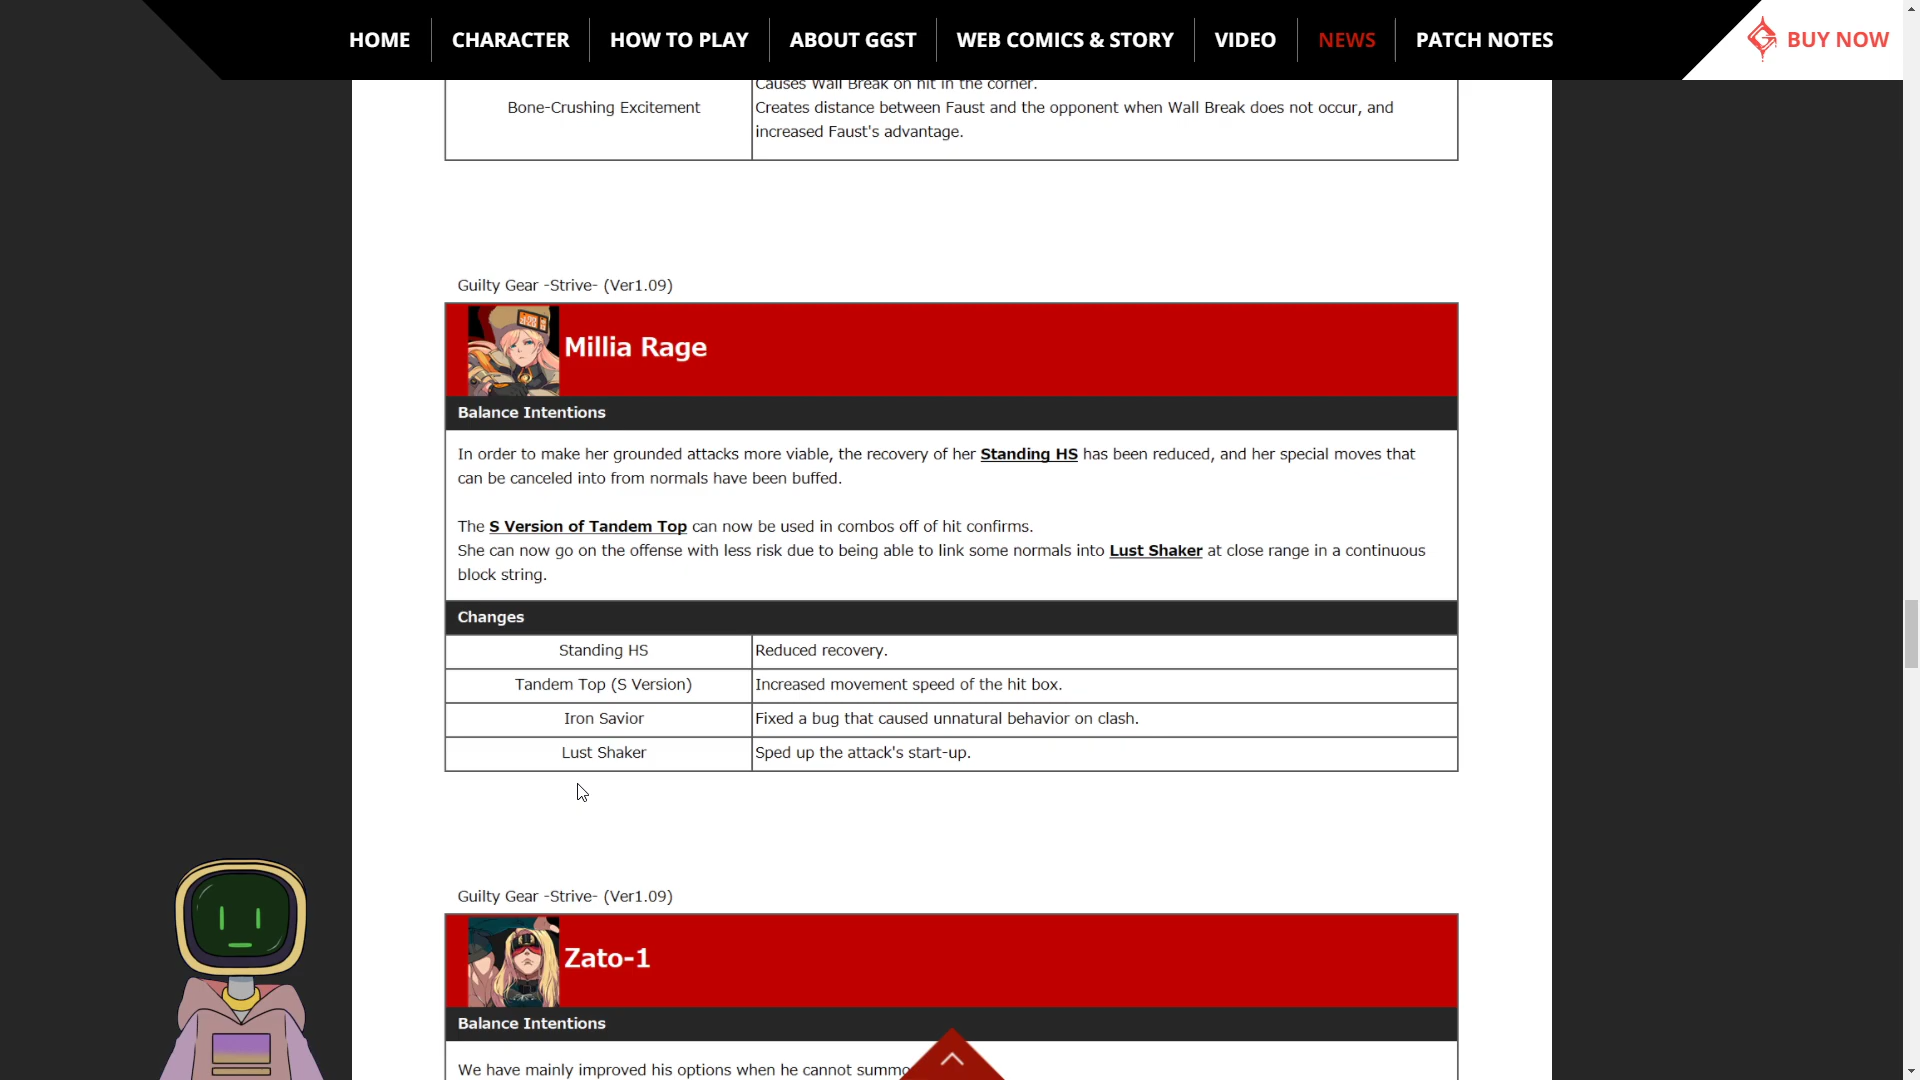 HOME
CHARACTER
HOW TO PLAY
ABOUT GGST
WEB COMICS & STORY
VIDEO
NEWS
PATCH NOTES
BUY NOW
Causes Wall Break on hit in the corner.
Bone-Crushing Excitement
Creates distance between Faust and the opponent when Wall Break does not occur, and
increased Faust's advantage.
Guilty Gear -Strive- (Ver1.09)
Millia Rage
Balance Intentions
In order to make her grounded attacks more viable, the recovery of her Standing HS has been reduced, and her special moves that
can be canceled into from normals have been buffed.
The S Version of Tandem Top can now be used in combos off of hit confirms.
She can now go on the offense with less risk due to being able to link some normals into Lust Shaker at close range in a continuous
block string.
Changes
Standing HS
Reduced recovery.
Tandem Top (S Version)
Increased movement speed of the hit box.
Iron Savior
Fixed a bug that caused unnatural behavior on clash.
Lust Shaker
Sped up the attack's start-up.
Guilty Gear -Strive- (Ver1.09)
Zato-1
Balance Intentions
We have mainly improved his options when he cannot summo